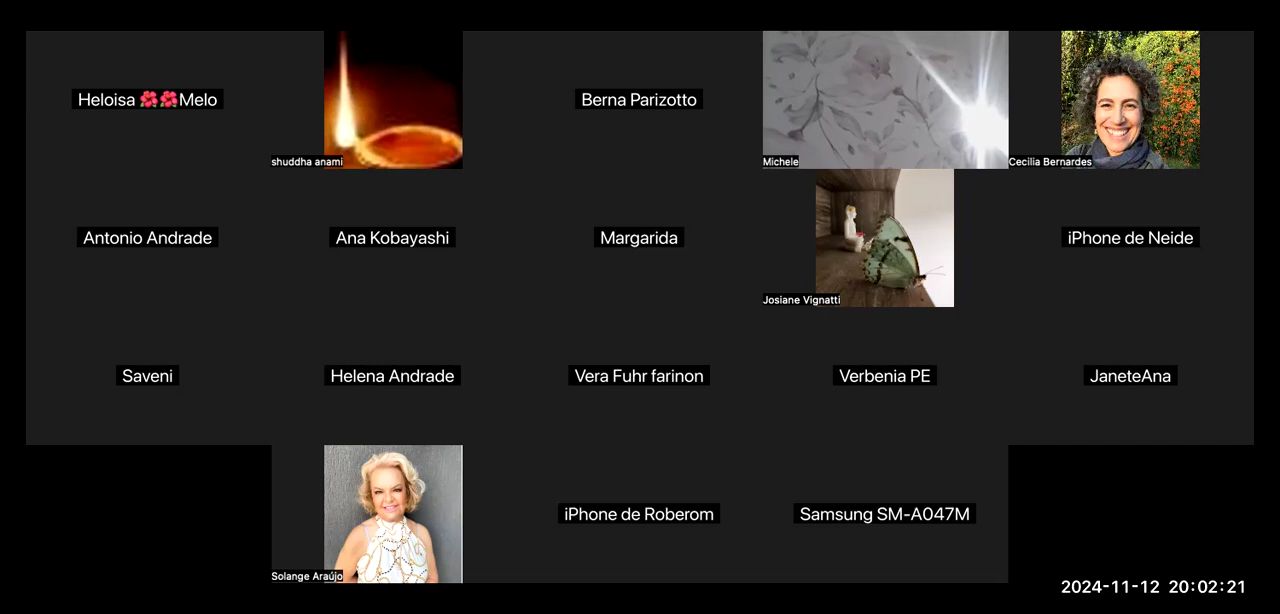 Heloisa 🌺🌺Melo
shuddha anami
Berna Parizotto
Michele
Cecilia Bernardes
Antonio Andrade
Ana Kobayashi
Margarida
Josiane Vignatti
iPhone de Neide
Saveni
Helena Andrade
Vera Fuhr farinon
Verbenia PE
JaneteAna
Solange Araújo
iPhone de Roberom
Samsung SM-A047M
2024-11-12 20:02:21